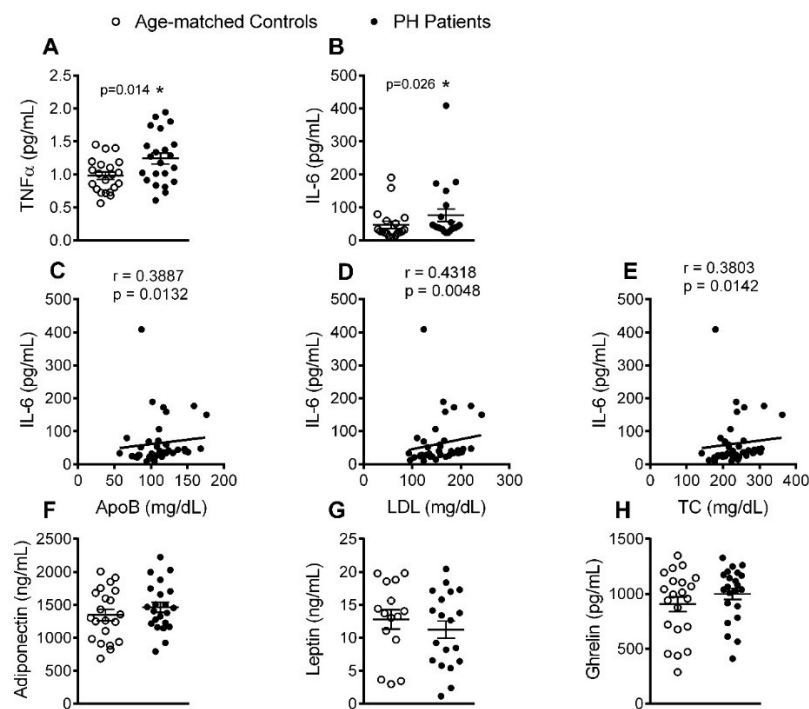 Age-matched Controls PH Patients
A B
p=0.014 * p=0.026 *
TNFα (pg/mL)
2.5
2.0
1.5
1.0
0.5
0.0
IL-6 (pg/mL)
500
400
300
200
100
0
C D E
r = 0.3887
p = 0.0132
r = 0.4318
p = 0.0048
r = 0.3803
p = 0.0142
IL-6 (pg/mL)
500
400
300
200
100
0
0 50 100 150 200
ApoB (mg/dL)
IL-6 (pg/mL)
500
400
300
200
100
0
0 100 200 300
LDL (mg/dL)
IL-6 (pg/mL)
500
400
300
200
100
0
0 100 200 300 400
TC (mg/dL)
F G H
Adiponectin (ng/mL)
2500
2000
1500
1000
500
0
Leptin (ng/mL)
25
20
15
10
5
0
Ghrelin (pg/mL)
1500
1000
500
0